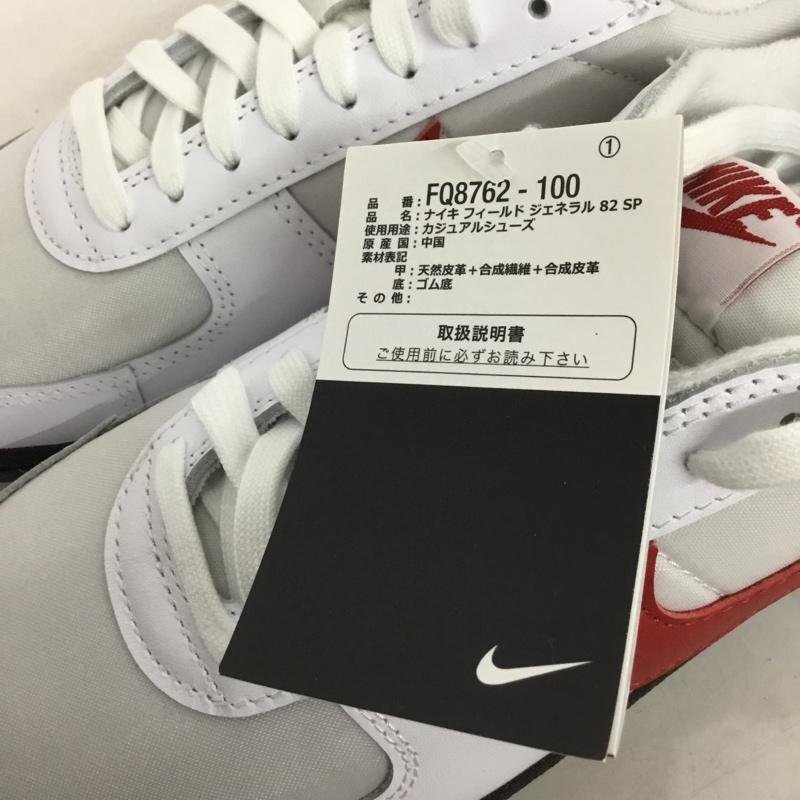 ①
品 番：FQ8762 - 100
品 名：ナイキ フィールド ジェネラル 82 SP
使用用途：カジュアルシューズ
原 産 国：中国
素材表記
甲：天然皮革＋合成繊維＋合成皮革
底：ゴム底
そ の 他：
取扱説明書
ご使用前に必ずお読み下さい
NIKE